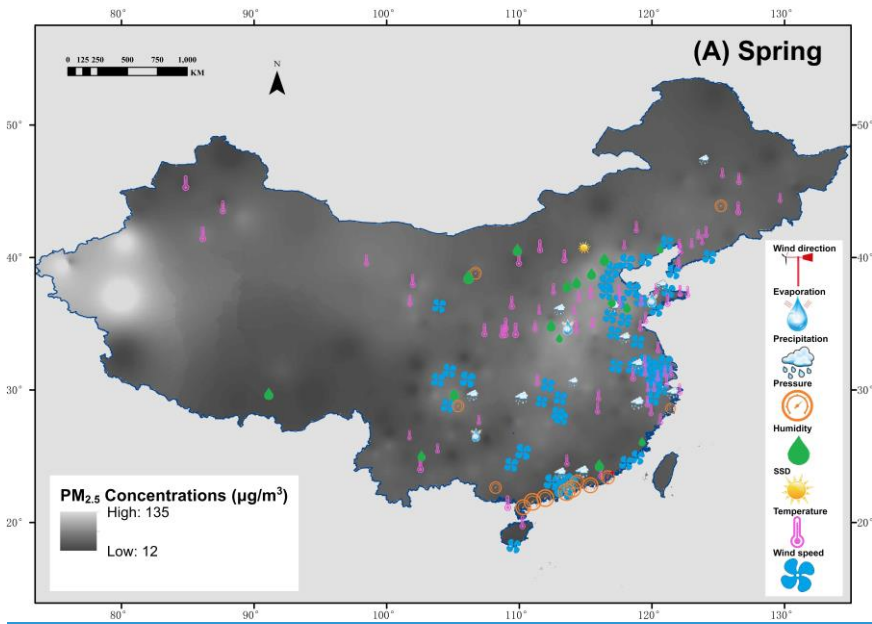 80° 90° 100° 110° 120° 130°
(A) Spring
0 125 250 500 750 1,000
KM
N
50° 50°
40° 40°
30° 30°
20° 20°
Wind direction
Evaporation
Precipitation
Pressure
Humidity
SSD
Temperature
Wind speed
PM2.5 Concentrations (μg/m³)
High: 135
Low: 12
80° 90° 100° 110° 120° 130°